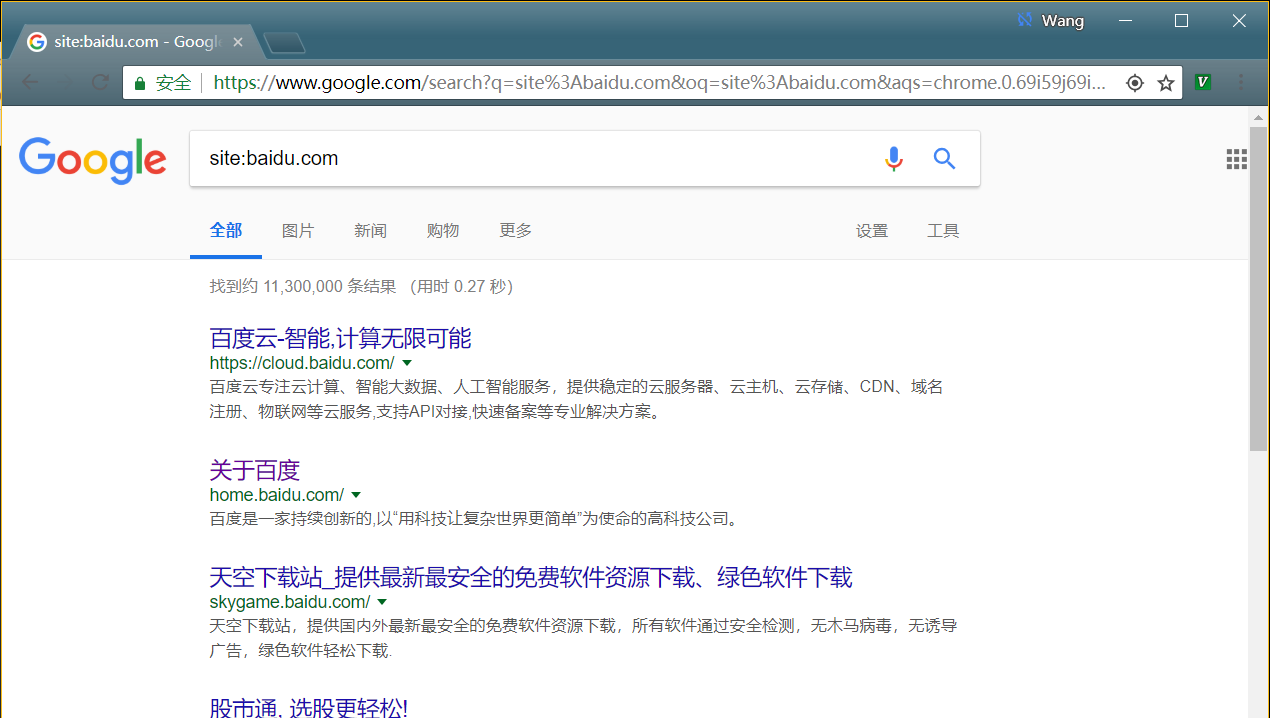 Wang
site:baidu.com - Googl
安全 https://www.google.com/search?q=site%3Abaidu.com&oq=site%3Abaidu.com&aqs=chrome.0.69i59j69i...
V
Google
site:baidu.com
全部 图片 新闻 购物 更多 设置 工具
找到约 11,300,000 条结果 （用时 0.27 秒）
百度云-智能,计算无限可能
https://cloud.baidu.com/
百度云专注云计算、智能大数据、人工智能服务，提供稳定的云服务器、云主机、云存储、CDN、域名
注册、物联网等云服务,支持API对接,快速备案等专业解决方案。
关于百度
home.baidu.com/
百度是一家持续创新的,以“用科技让复杂世界更简单”为使命的高科技公司。
天空下载站_提供最新最安全的免费软件资源下载、绿色软件下载
skygame.baidu.com/
天空下载站，提供国内外最新最安全的免费软件资源下载，所有软件通过安全检测，无木马病毒，无诱导
广告，绿色软件轻松下载.
股市通, 选股更轻松!